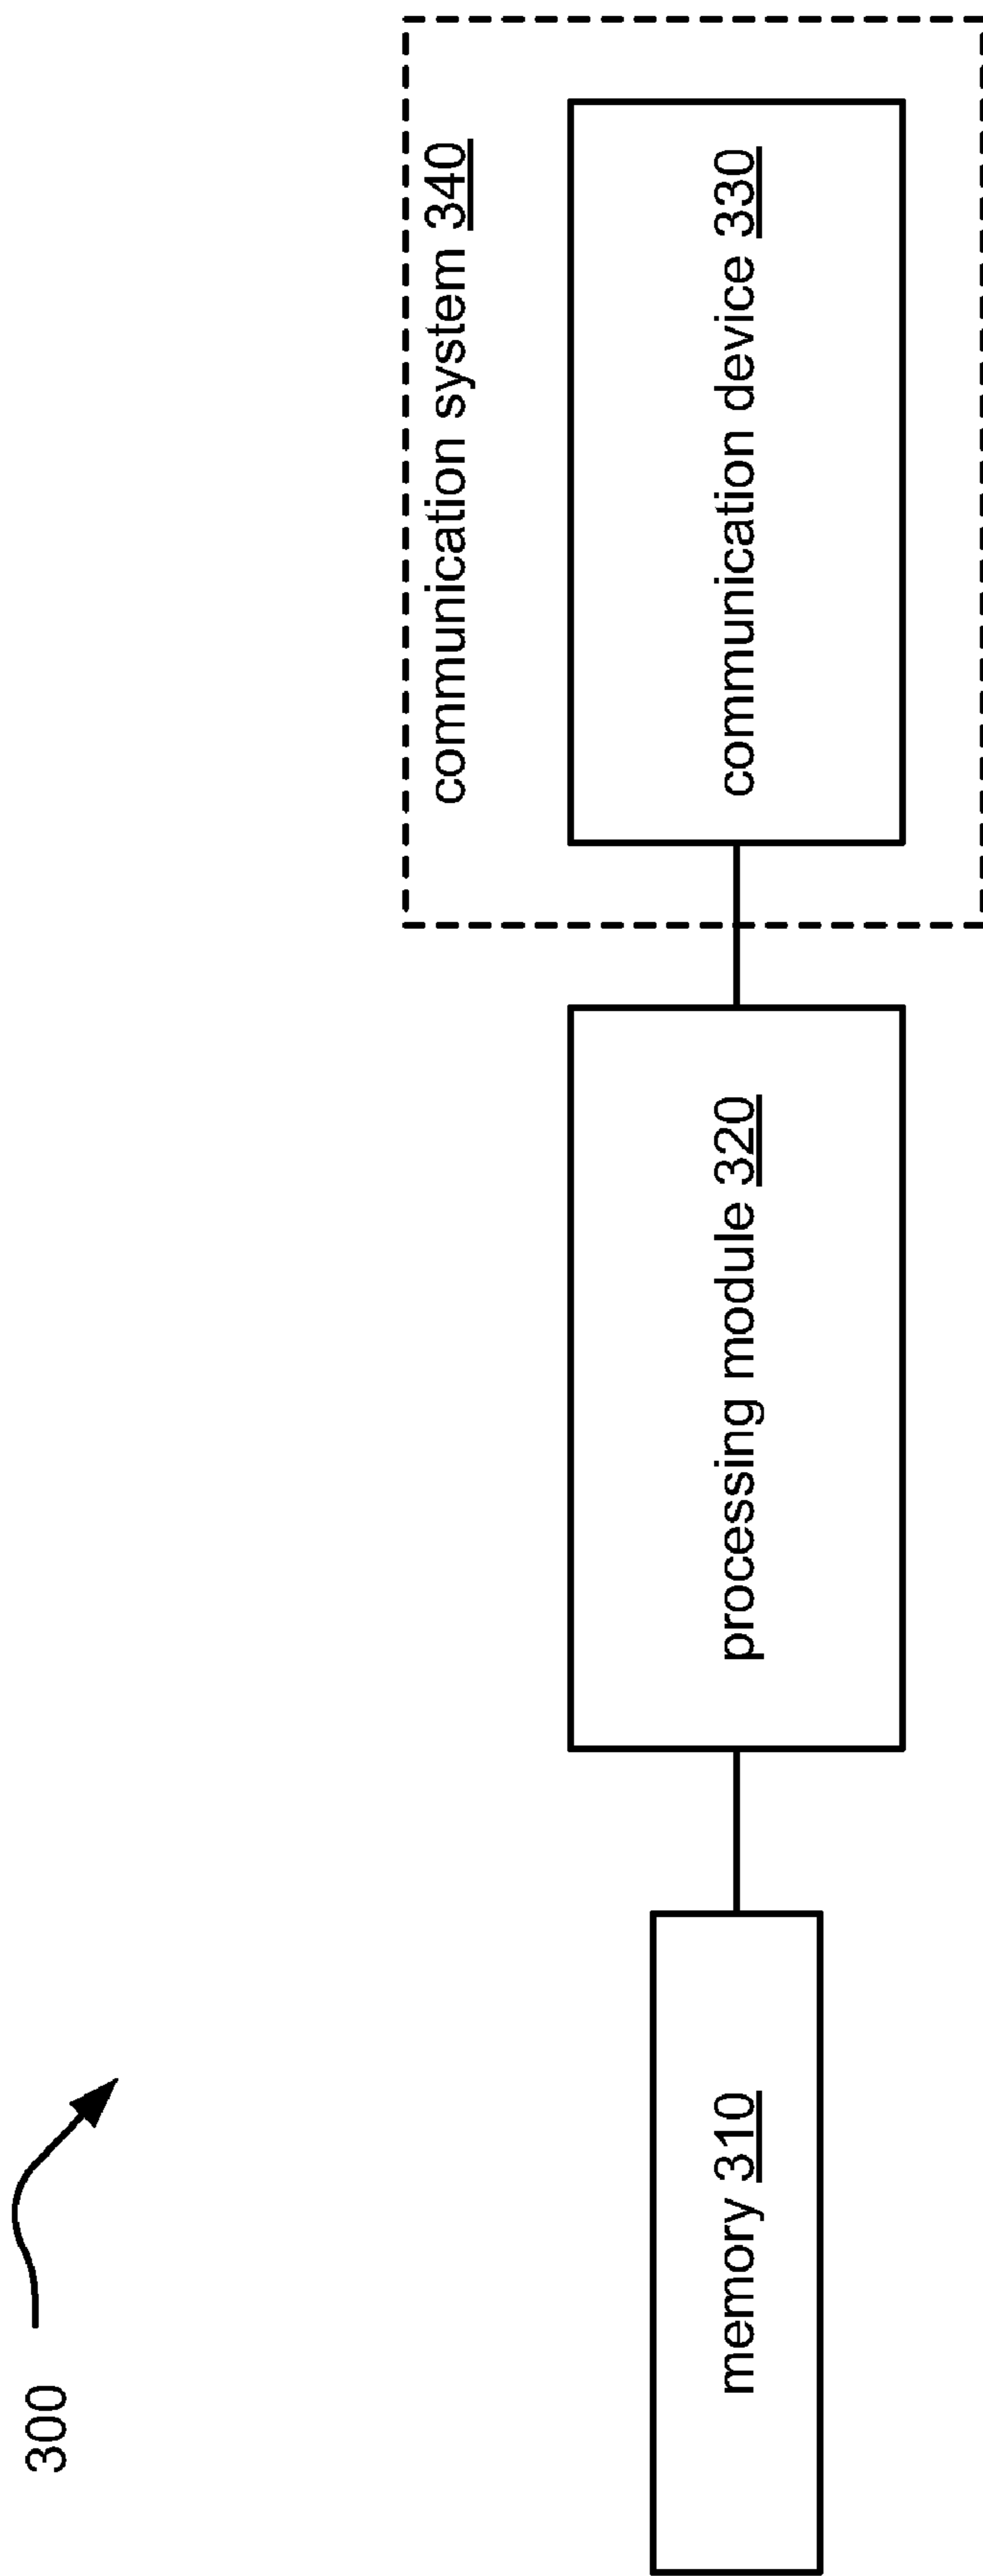 300
communication system 340
memory 310
processing module 320
communication device 330